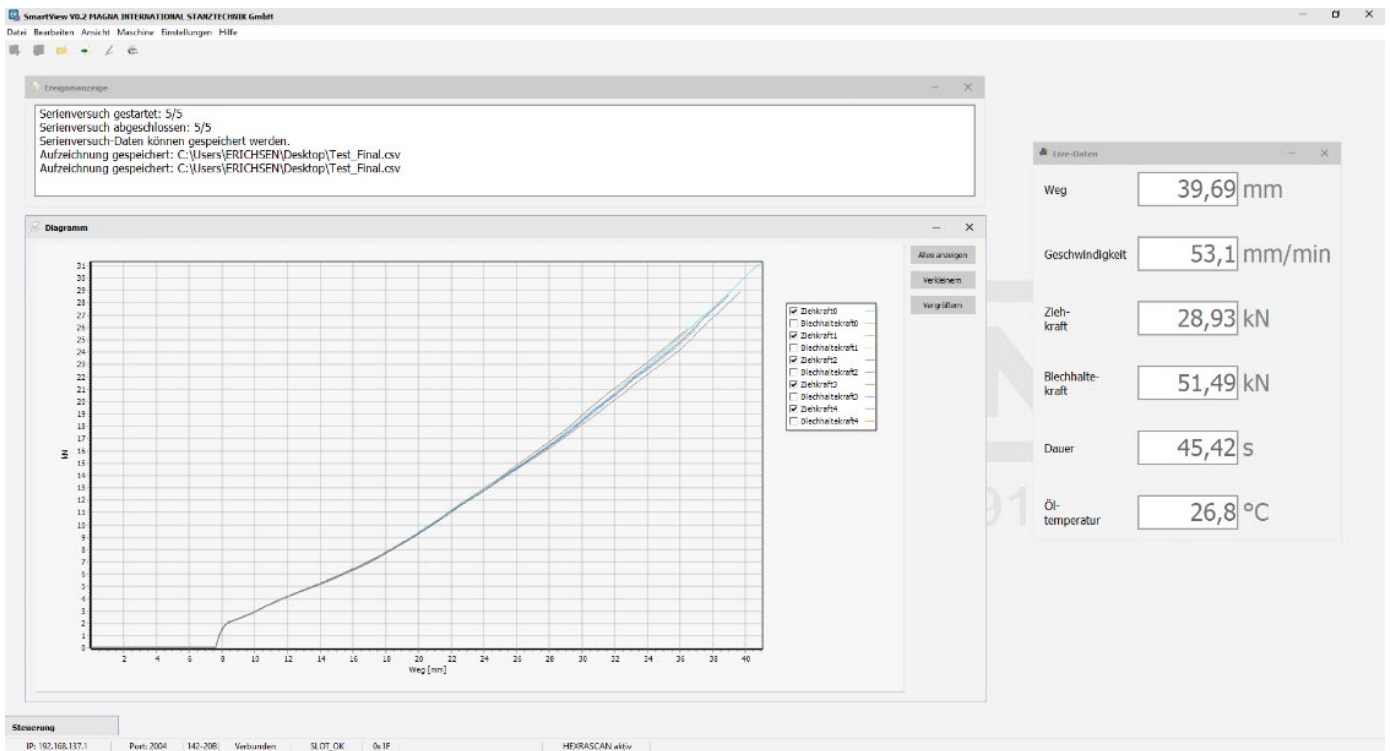 SmartView V0.2 MAGNA INTERNATIONAL STANZTECHNIK GmbH
Datei Bearbeiten Ansicht Maschine Einstellungen Hilfe
Ereignisanzeige
Serienversuch gestartet: 5/5
Serienversuch abgeschlossen: 5/5
Serienversuch-Daten können gespeichert werden.
Aufzeichnung gespeichert: C:\Users\ERICHSEN\Desktop\Test_Final.csv
Aufzeichnung gespeichert: C:\Users\ERICHSEN\Desktop\Test_Final.csv
Diagramm
Alles anzeigen
Verkleinern
Vergrößern
31
30
29
28
27
26
25
24
23
22
21
20
19
18
17
16
15
14
13
12
11
10
9
8
7
6
5
4
3
2
1
0
kN
2 4 6 8 10 12 14 16 18 20 22 24 26 28 30 32 34 36 38 40
Weg [mm]
Ziehkraft0
Blechhaltekraft0
Ziehkraft1
Blechhaltekraft1
Ziehkraft2
Blechhaltekraft2
Ziehkraft3
Blechhaltekraft3
Ziehkraft4
Blechhaltekraft4
Live-Daten
Weg 39,69 mm
Geschwindigkeit 53,1 mm/min
Zieh-
kraft 28,93 kN
Blechhalte-
kraft 51,49 kN
Dauer 45,42 s
Öl-
temperatur 26,8 °C
N
91
Steuerung
IP: 192.168.137.1 Port: 2004 142-20B Verbunden SLOT_OK 0x1F HEXRASCAN aktiv